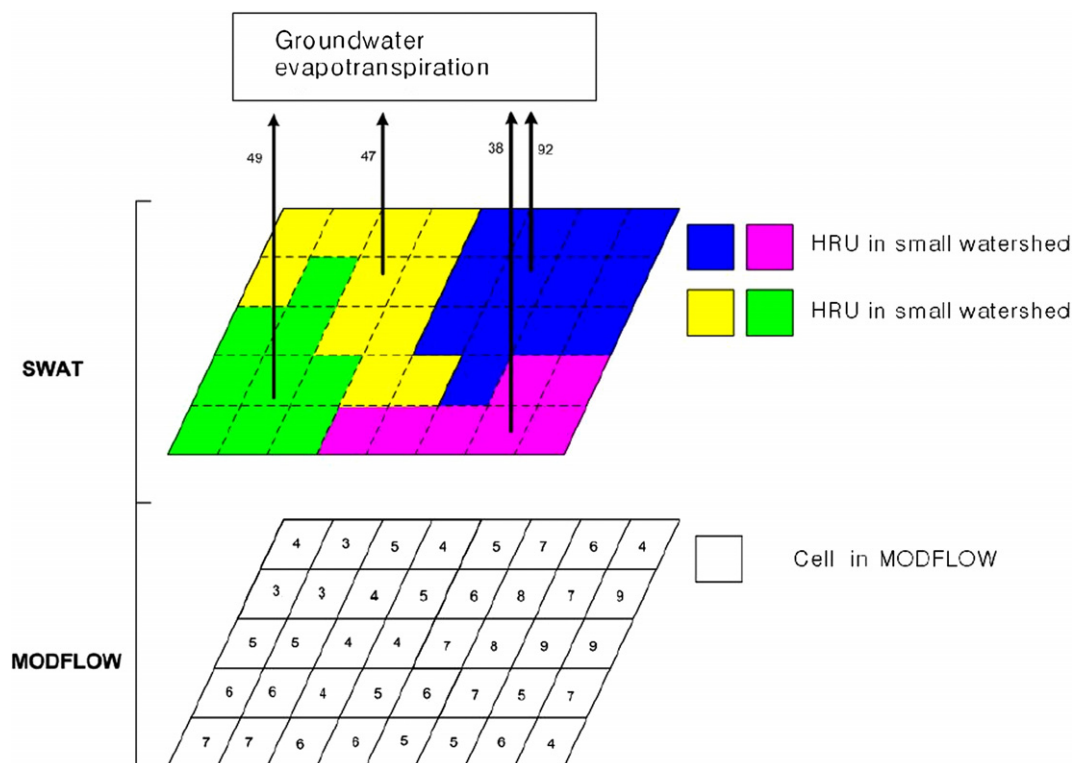 Groundwater
evapotranspiration
49
47
38
92
HRU in small watershed
HRU in small watershed
SWAT
4 3 5 4 5 7 6 4
Cell in MODFLOW
3 3 4 5 6 8 7 9
5 5 4 4 7 8 9 9
MODFLOW
6 6 4 5 6 7 5 7
7 7 6 6 5 5 6 4